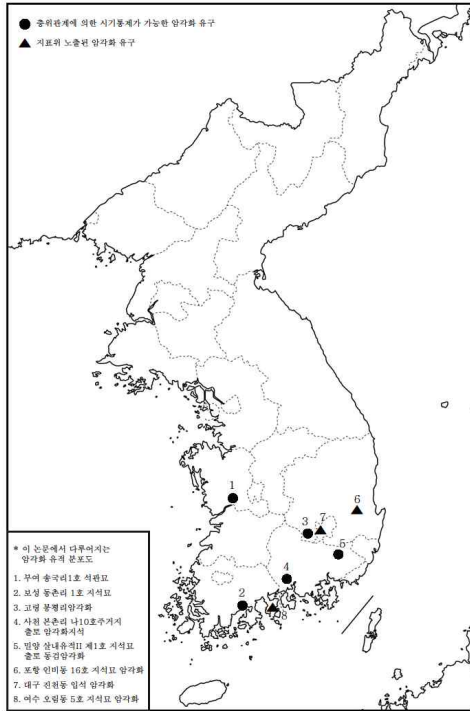 층위관계에 의한 시기통제가 가능한 암각화 유구
지표위 노출된 암각화 유구
6
1
7
3
5
4
2
8
* 이 논문에서 다루어지는
암각화 유적 분포도
1. 부여 송국리1호 석관묘
2. 보성 동촌리 1호 지석묘
3. 고령 봉평리암각화
4. 사천 본촌리 나10호주거지
출토 암각화지석
5. 밀양 살내유적II 제1호 지석묘
출토 동검암각화
6. 포항 인비동 16호 지석묘 암각화
7. 대구 진천동 입석 암각화
8. 여수 오림동 5호 지석묘 암각화